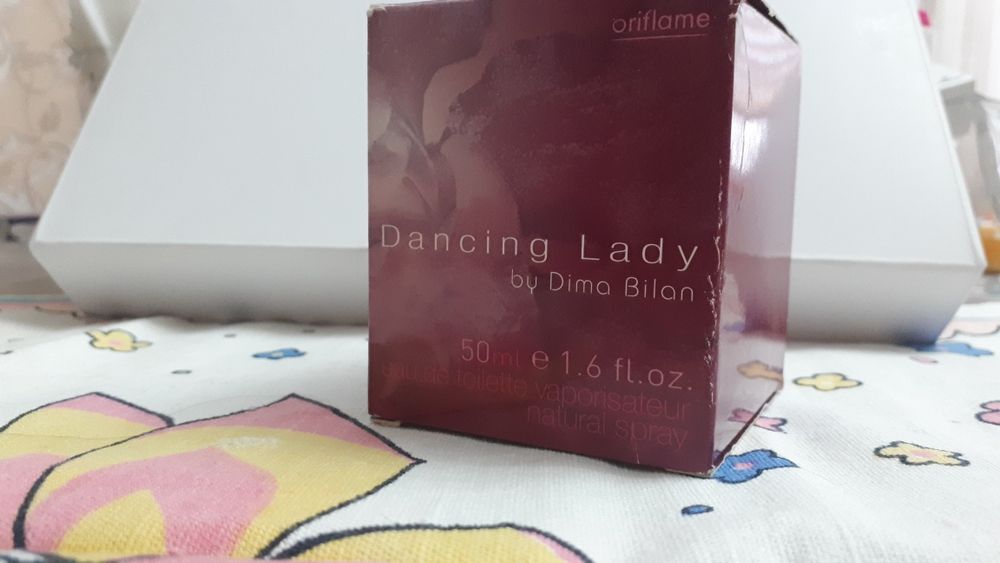 oriflame
Dancing Lady
by Dima Bilan
50ml e 1.6 fl.oz.
eau de toilette vaporisateur
natural spray